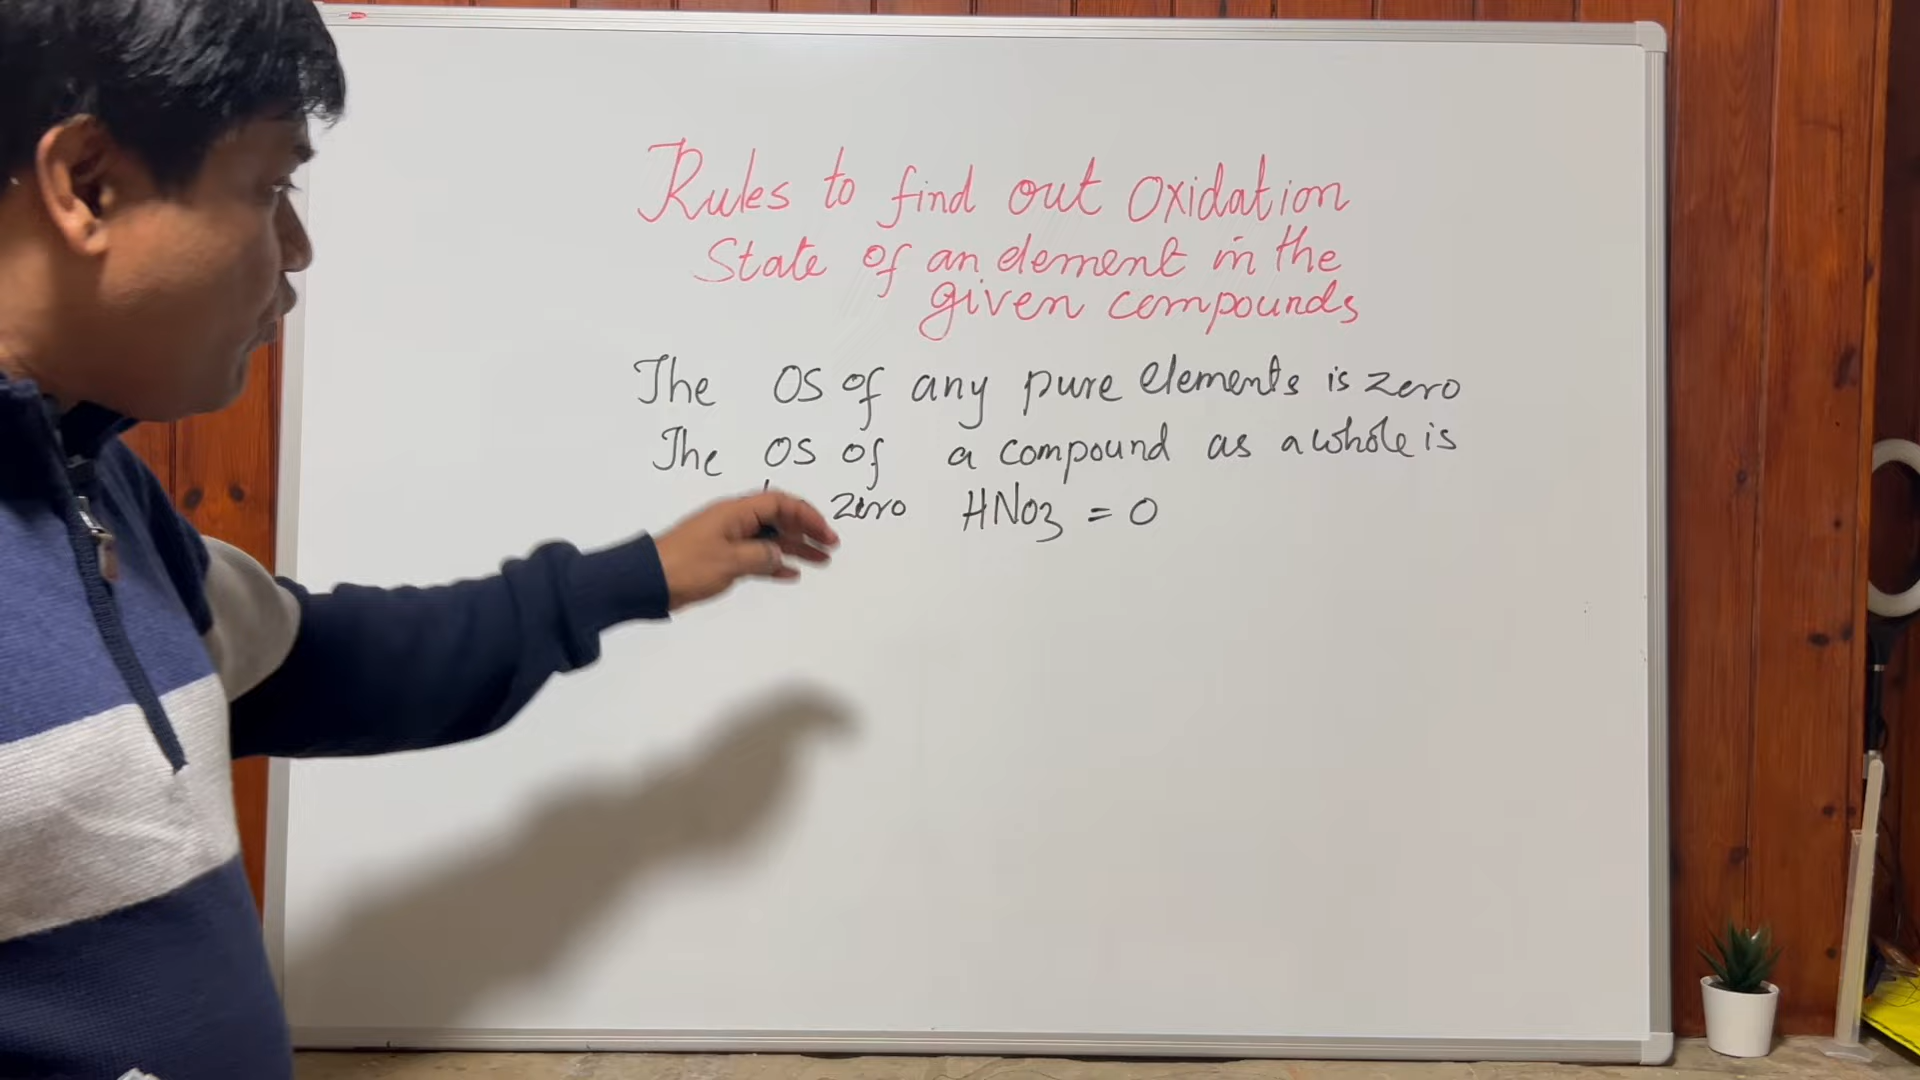 Rules to find out Oxidation
State of an element in the
given compounds
The OS of any pure elements is zero
The OS of a compound as a whole is
zero HNO3 = 0